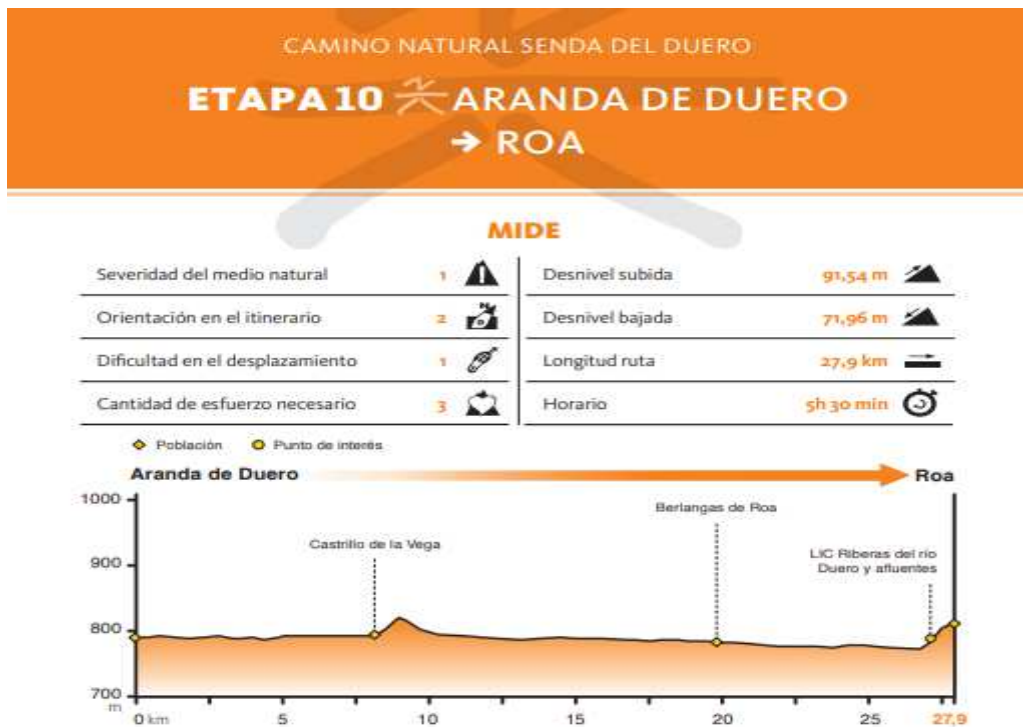 CAMINO NATURAL SENDA DEL DUERO
ETAPA 10 ARANDA DE DUERO
→ ROA
MIDE
Severidad del medio natural 1
Orientación en el itinerario 2
Dificultad en el desplazamiento 1
Cantidad de esfuerzo necesario 3
Desnivel subida 91,54 m
Desnivel bajada 71,96 m
Longitud ruta 27,9 km
Horario 5h 30 min
Población Punto de interés
Aranda de Duero Roa
1000
900
800
700
m
Castrillo de la Vega
Berlangas de Roa
LIC Riberas del río
Duero y afluentes
0 km 5 10 15 20 25 27,9